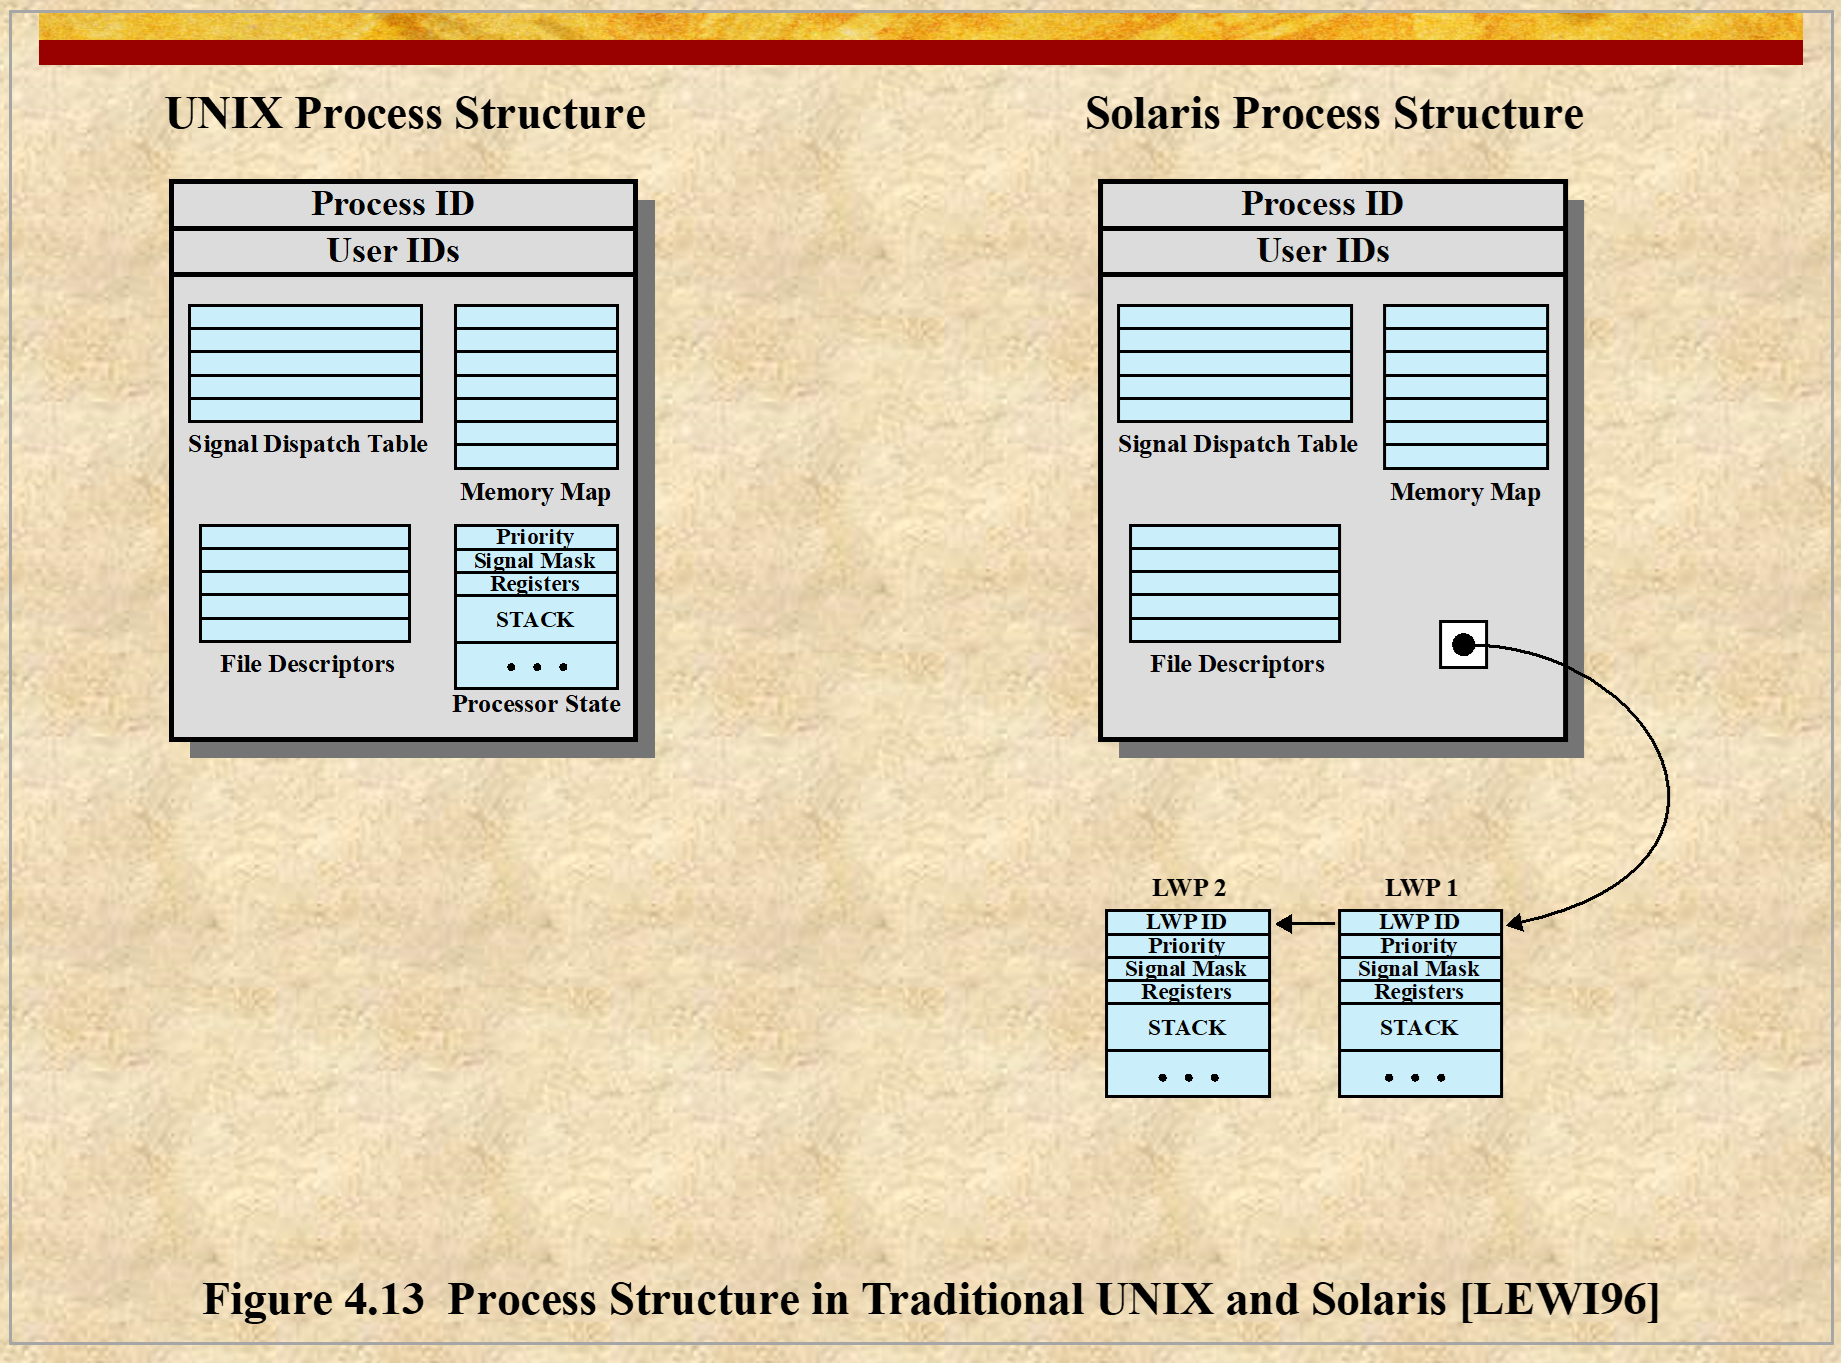 UNIX Process Structure
Process ID
User IDs
Signal Dispatch Table
Memory Map
File Descriptors
Priority
Signal Mask
Registers
STACK
• • •
Processor State
Solaris Process Structure
Process ID
User IDs
Signal Dispatch Table
Memory Map
File Descriptors
LWP 2
LWP ID
Priority
Signal Mask
Registers
STACK
• • •
LWP 1
LWP ID
Priority
Signal Mask
Registers
STACK
• • •
Figure 4.13 Process Structure in Traditional UNIX and Solaris [LEWI96]